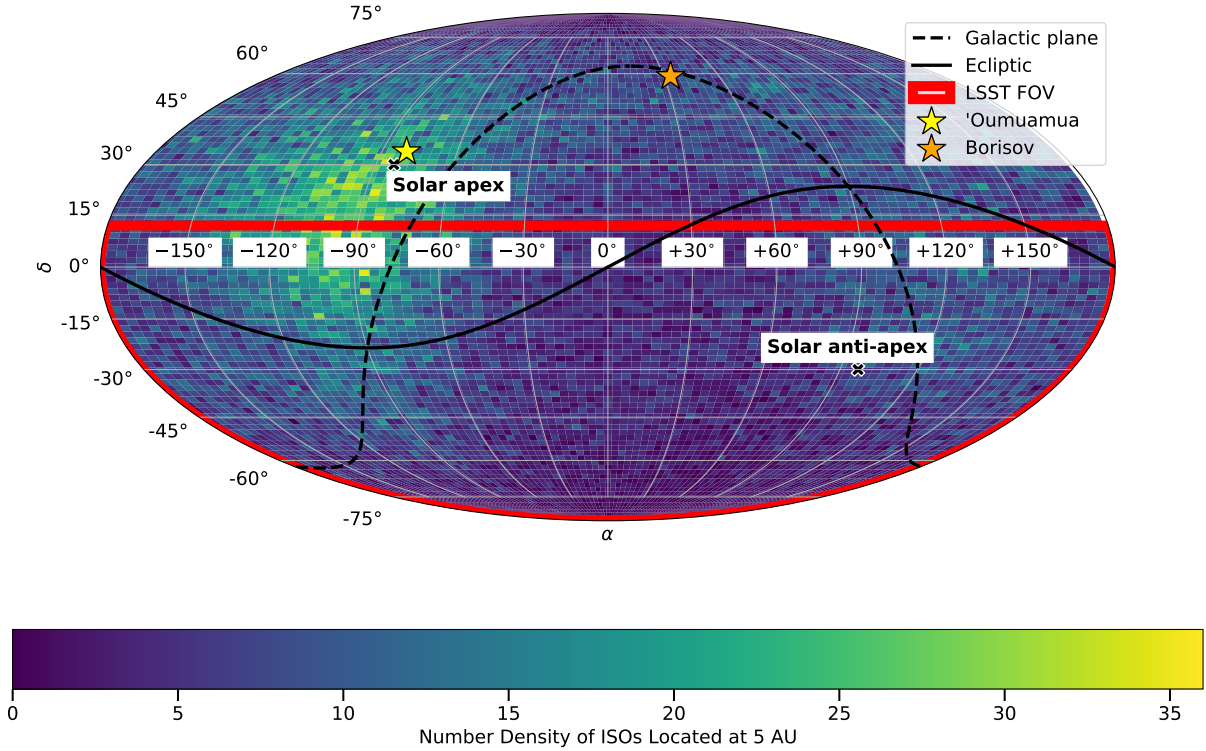 75°
60°
45°
30°
15°
0°
-15°
-30°
-45°
-60°
-75°
δ
−150° −120° −90° −60° −30° 0° +30° +60° +90° +120° +150°
Galactic plane
Ecliptic
LSST FOV
'Oumuamua
Borisov
Solar apex
Solar anti-apex
α
0 5 10 15 20 25 30 35
Number Density of ISOs Located at 5 AU